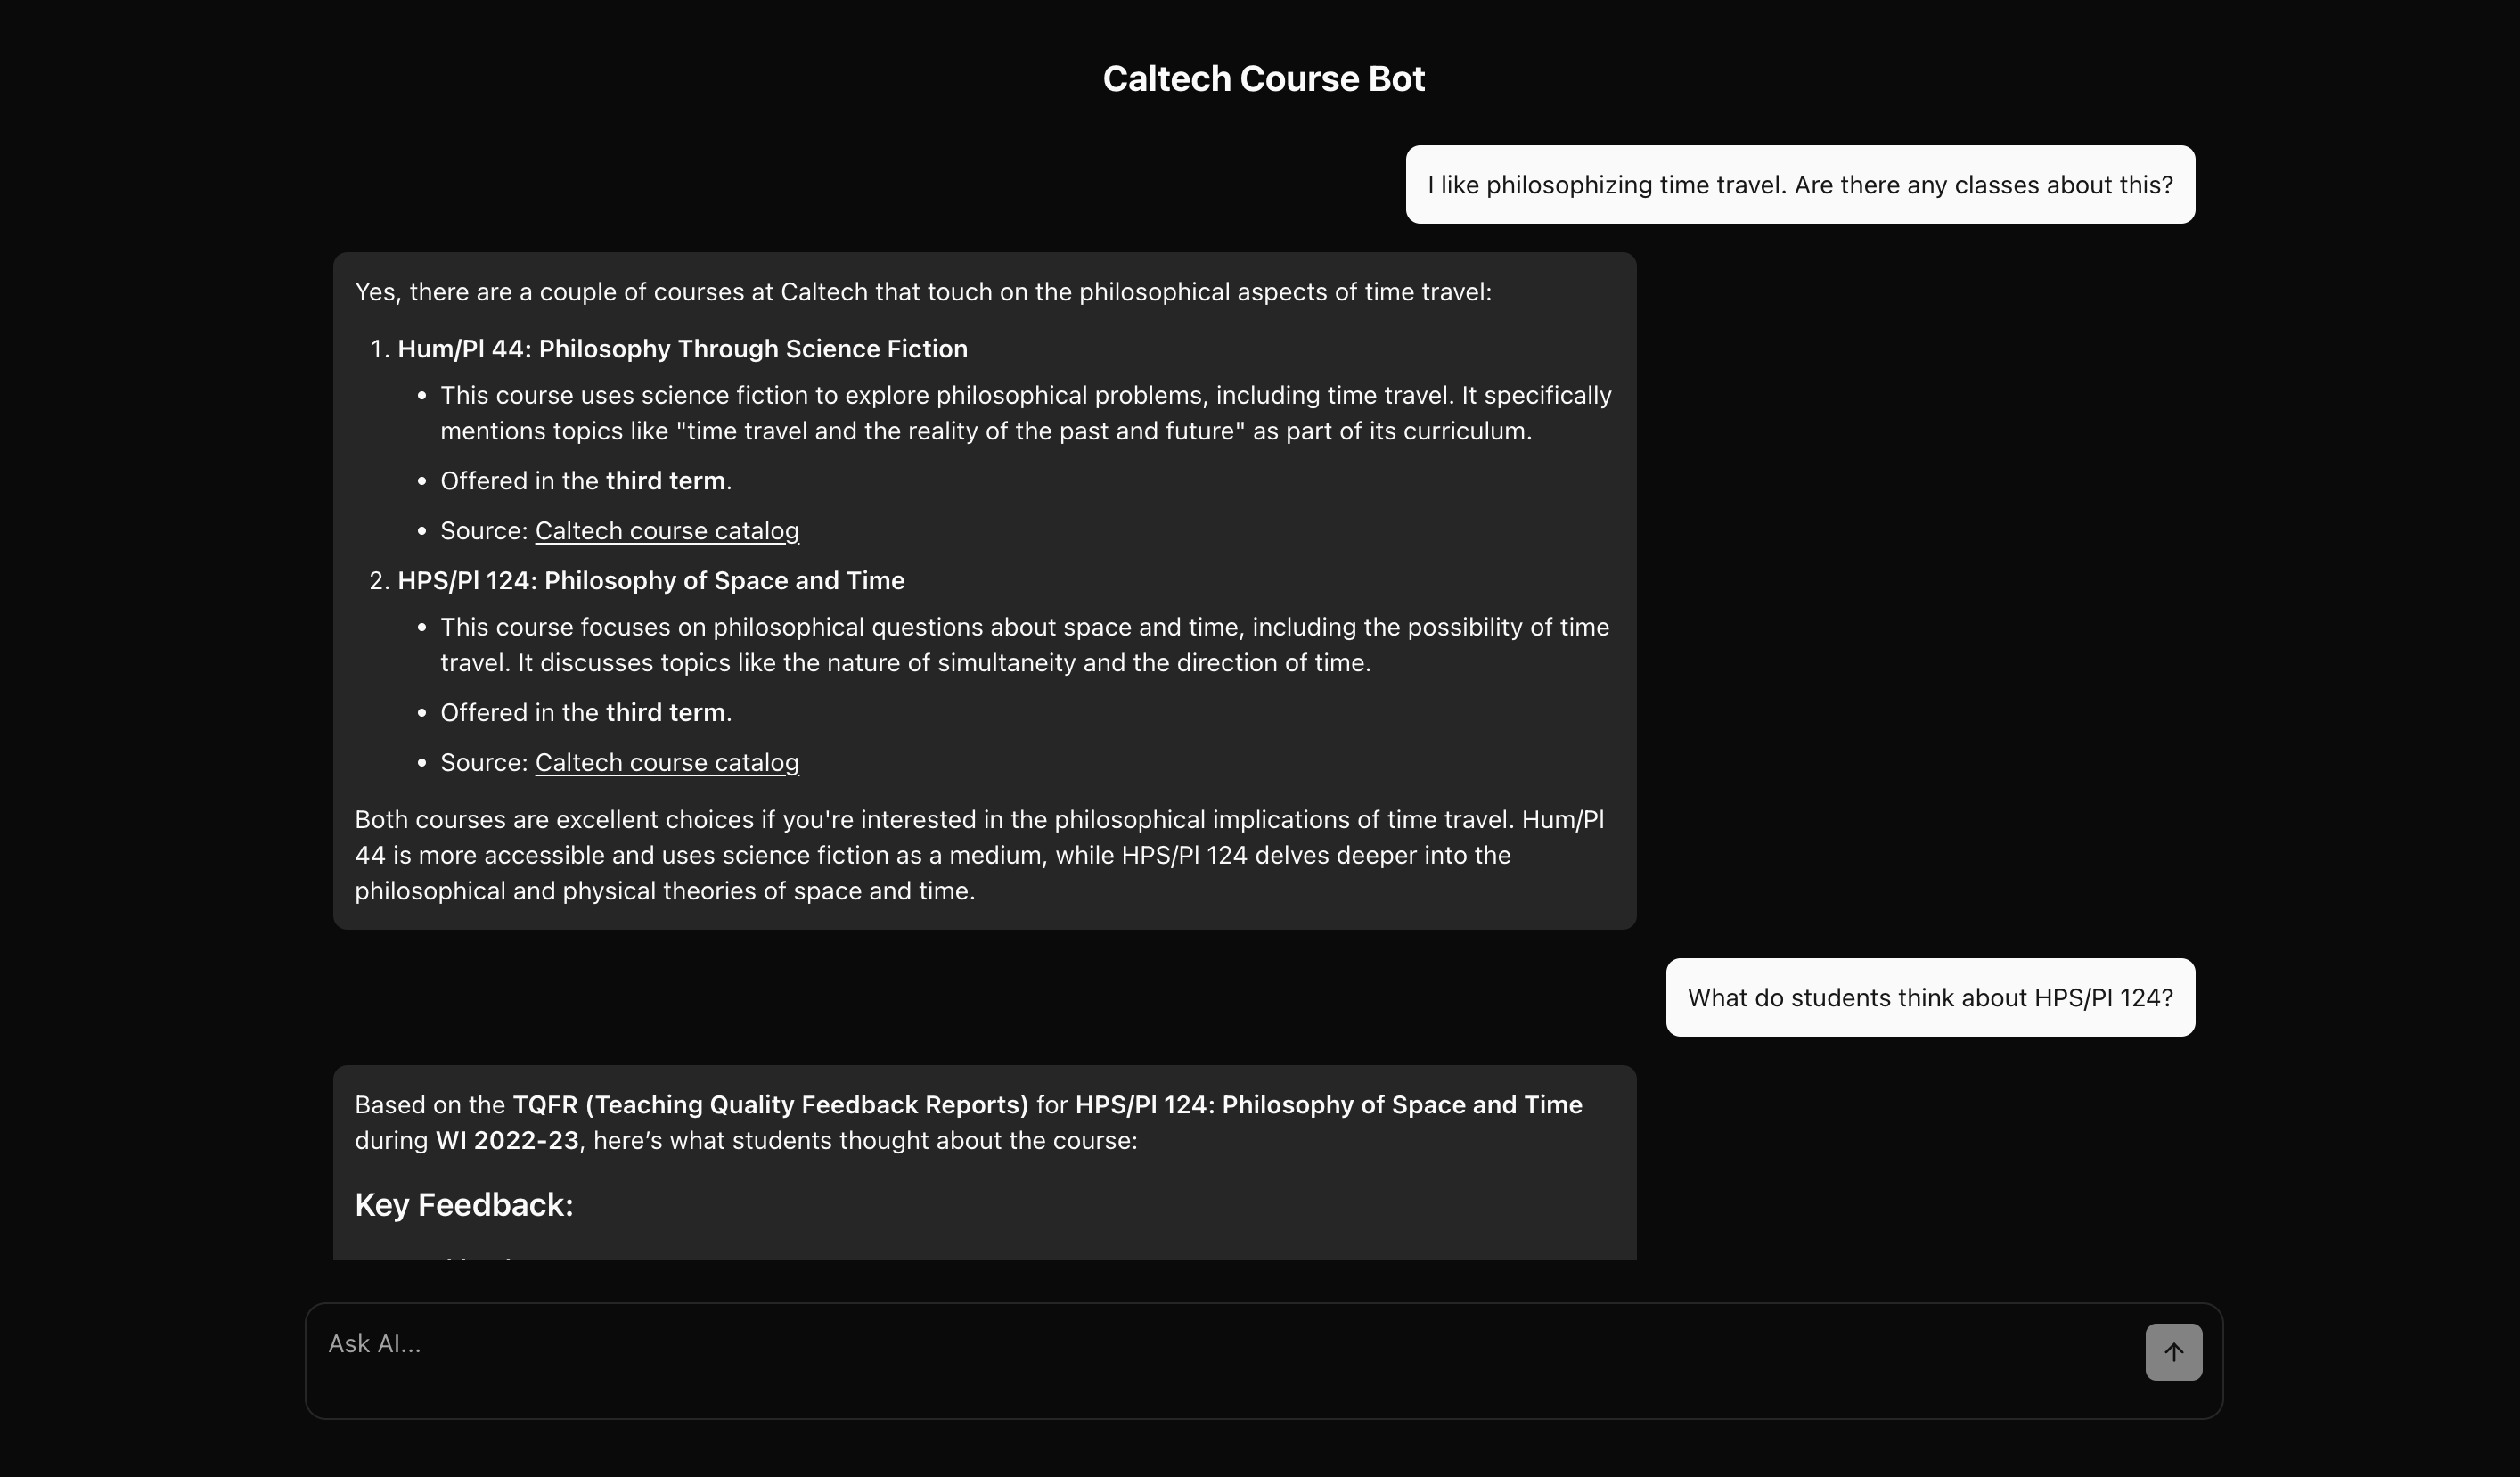 Caltech Course Bot
I like philosophizing time travel. Are there any classes about this?
Yes, there are a couple of courses at Caltech that touch on the philosophical aspects of time travel:
1. Hum/Pl 44: Philosophy Through Science Fiction
• This course uses science fiction to explore philosophical problems, including time travel. It specifically
mentions topics like "time travel and the reality of the past and future" as part of its curriculum.
• Offered in the third term.
• Source: Caltech course catalog
2. HPS/Pl 124: Philosophy of Space and Time
• This course focuses on philosophical questions about space and time, including the possibility of time
travel. It discusses topics like the nature of simultaneity and the direction of time.
• Offered in the third term.
• Source: Caltech course catalog
Both courses are excellent choices if you're interested in the philosophical implications of time travel. Hum/Pl
44 is more accessible and uses science fiction as a medium, while HPS/Pl 124 delves deeper into the
philosophical and physical theories of space and time.
What do students think about HPS/Pl 124?
Based on the TQFR (Teaching Quality Feedback Reports) for HPS/Pl 124: Philosophy of Space and Time
during WI 2022-23, here’s what students thought about the course:
Key Feedback:
Ask AI...